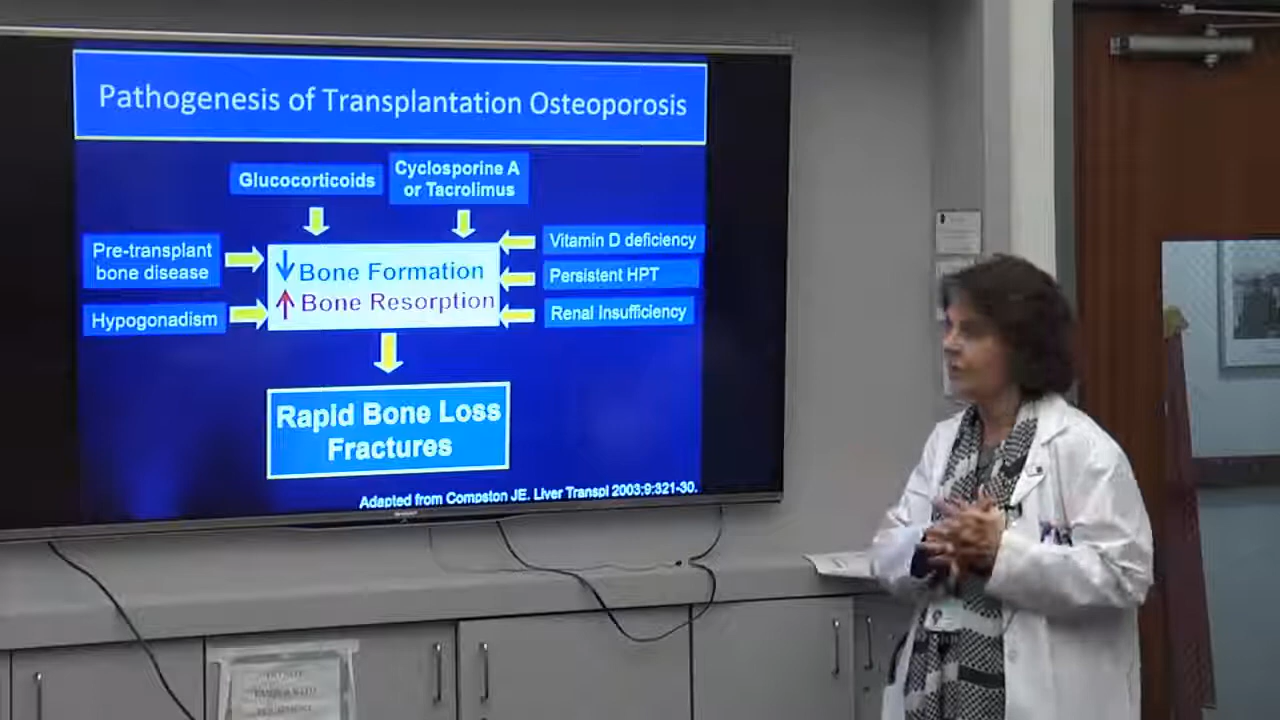 Pathogenesis of Transplantation Osteoporosis
Glucocorticoids
Cyclosporine A
or Tacrolimus
Pre-transplant
bone disease
Hypogonadism
↓ Bone Formation
↑ Bone Resorption
Vitamin D deficiency
Persistent HPT
Renal Insufficiency
Rapid Bone Loss
Fractures
Adapted from Compston JE. Liver Transpl 2003;9:321-30.